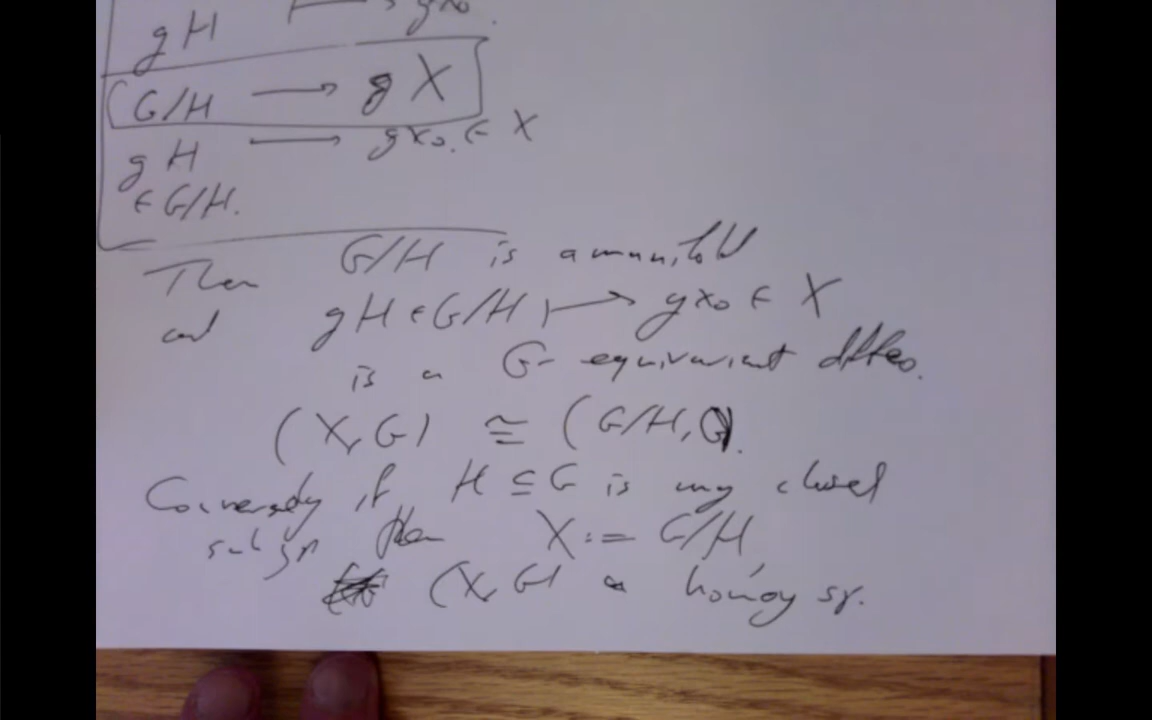 gH ⟼ gx₀.
G/H ⟶ g X
gH ⟶ gx₀. ∈ X
∈ G/H.
Then G/H is a manifold
and gH ∈ G/H ⟼ gx₀ ∈ X
is a G-equivariant diffeo.
(X, G) ≅ (G/H, G).
Conversely if H ⊆ G is any closed
subgp then X := G/H,
(X, G) a homog sp.